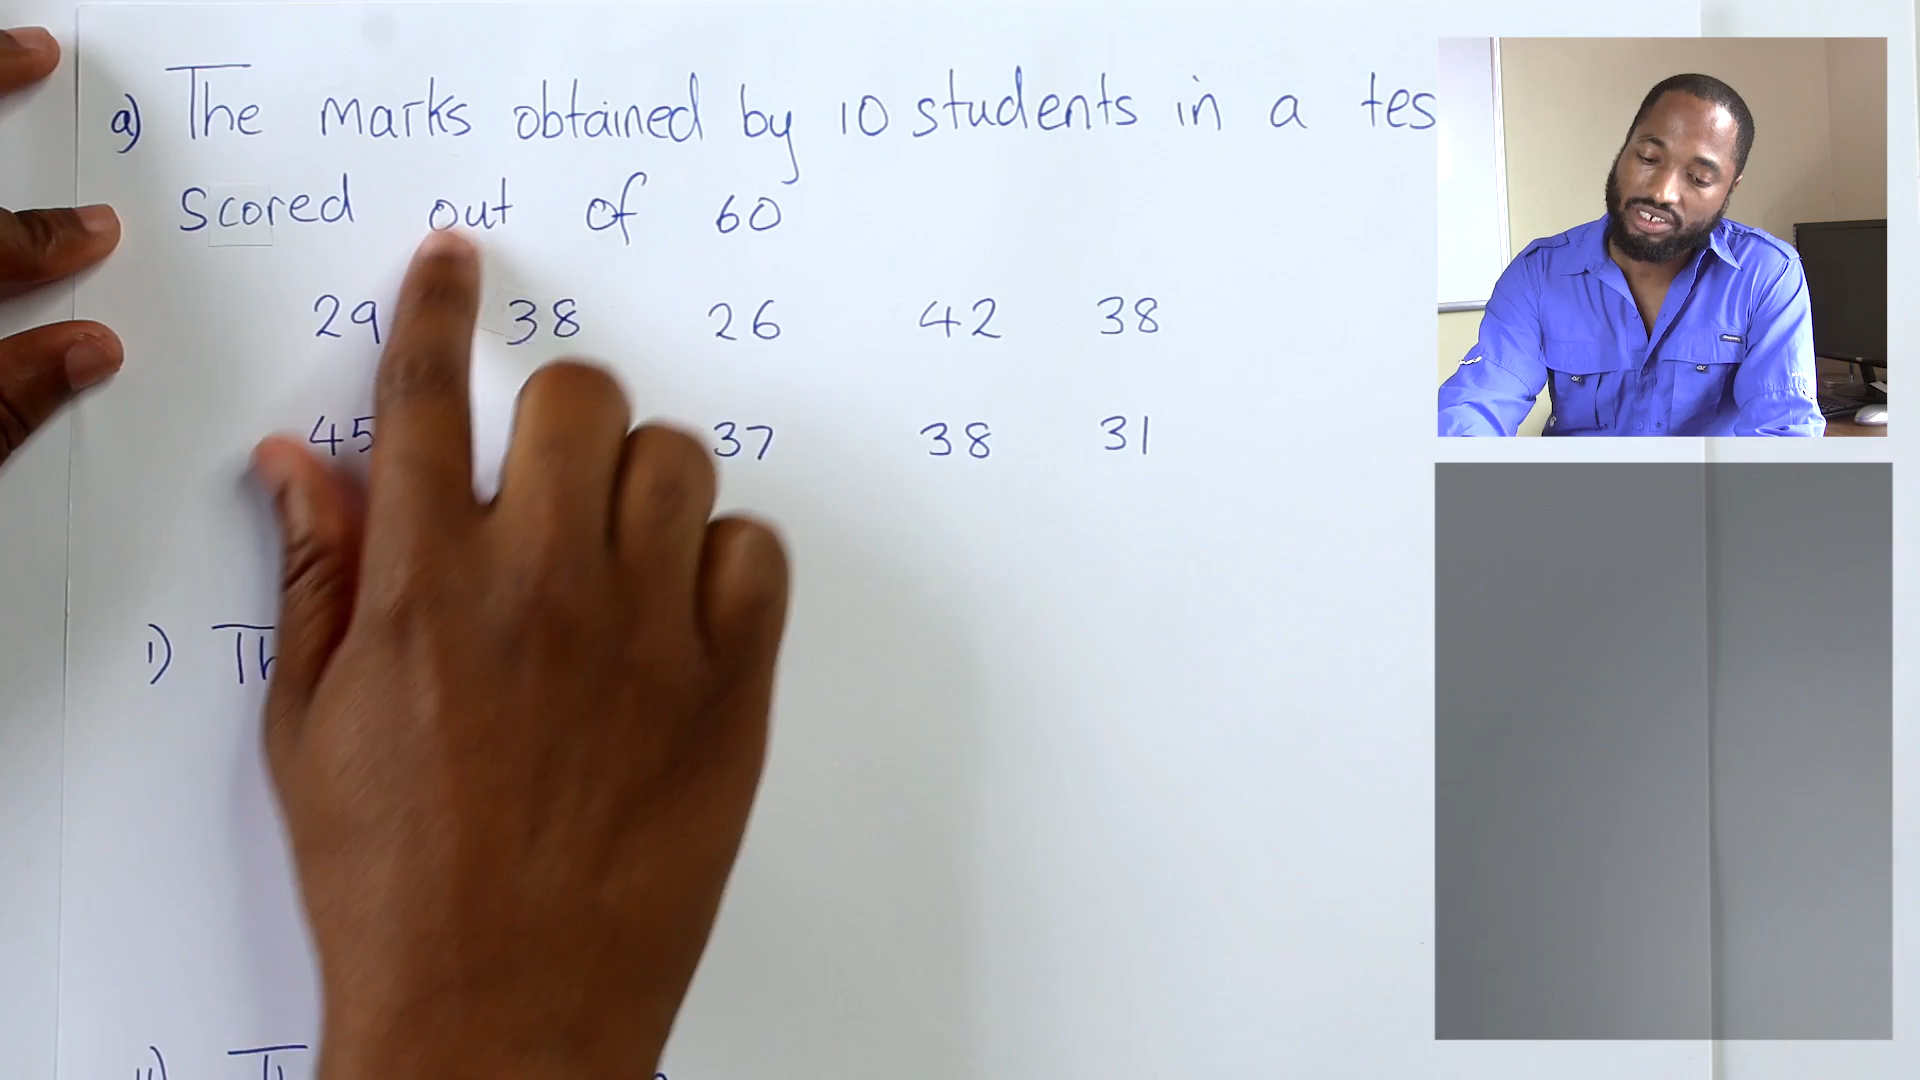 a) The marks obtained by 10 students in a tes
scored out of 60
29 38 26 42 38
45 37 38 31
i)
ii)